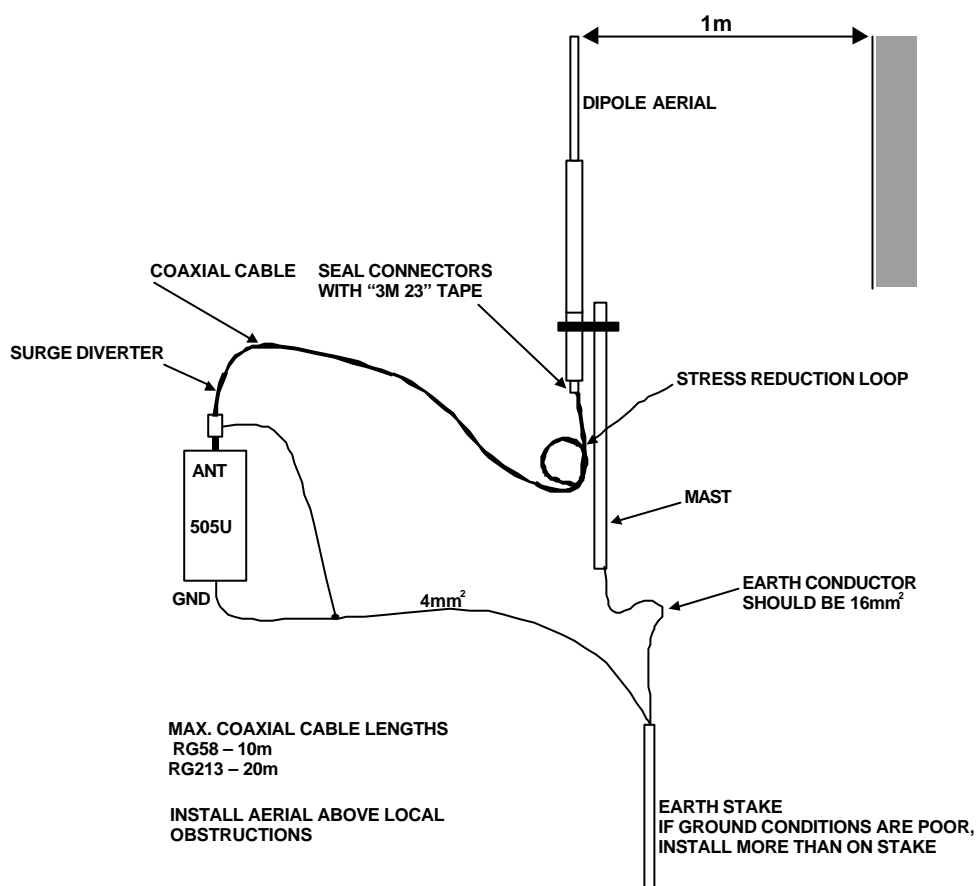 1m
DIPOLE AERIAL
COAXIAL CABLE
SEAL CONNECTORS
WITH “3M 23” TAPE
SURGE DIVERTER
STRESS REDUCTION LOOP
ANT
505U
MAST
GND
4mm²
EARTH CONDUCTOR
SHOULD BE 16mm²
MAX. COAXIAL CABLE LENGTHS
RG58 – 10m
RG213 – 20m
INSTALL AERIAL ABOVE LOCAL
OBSTRUCTIONS
EARTH STAKE
IF GROUND CONDITIONS ARE POOR,
INSTALL MORE THAN ON STAKE